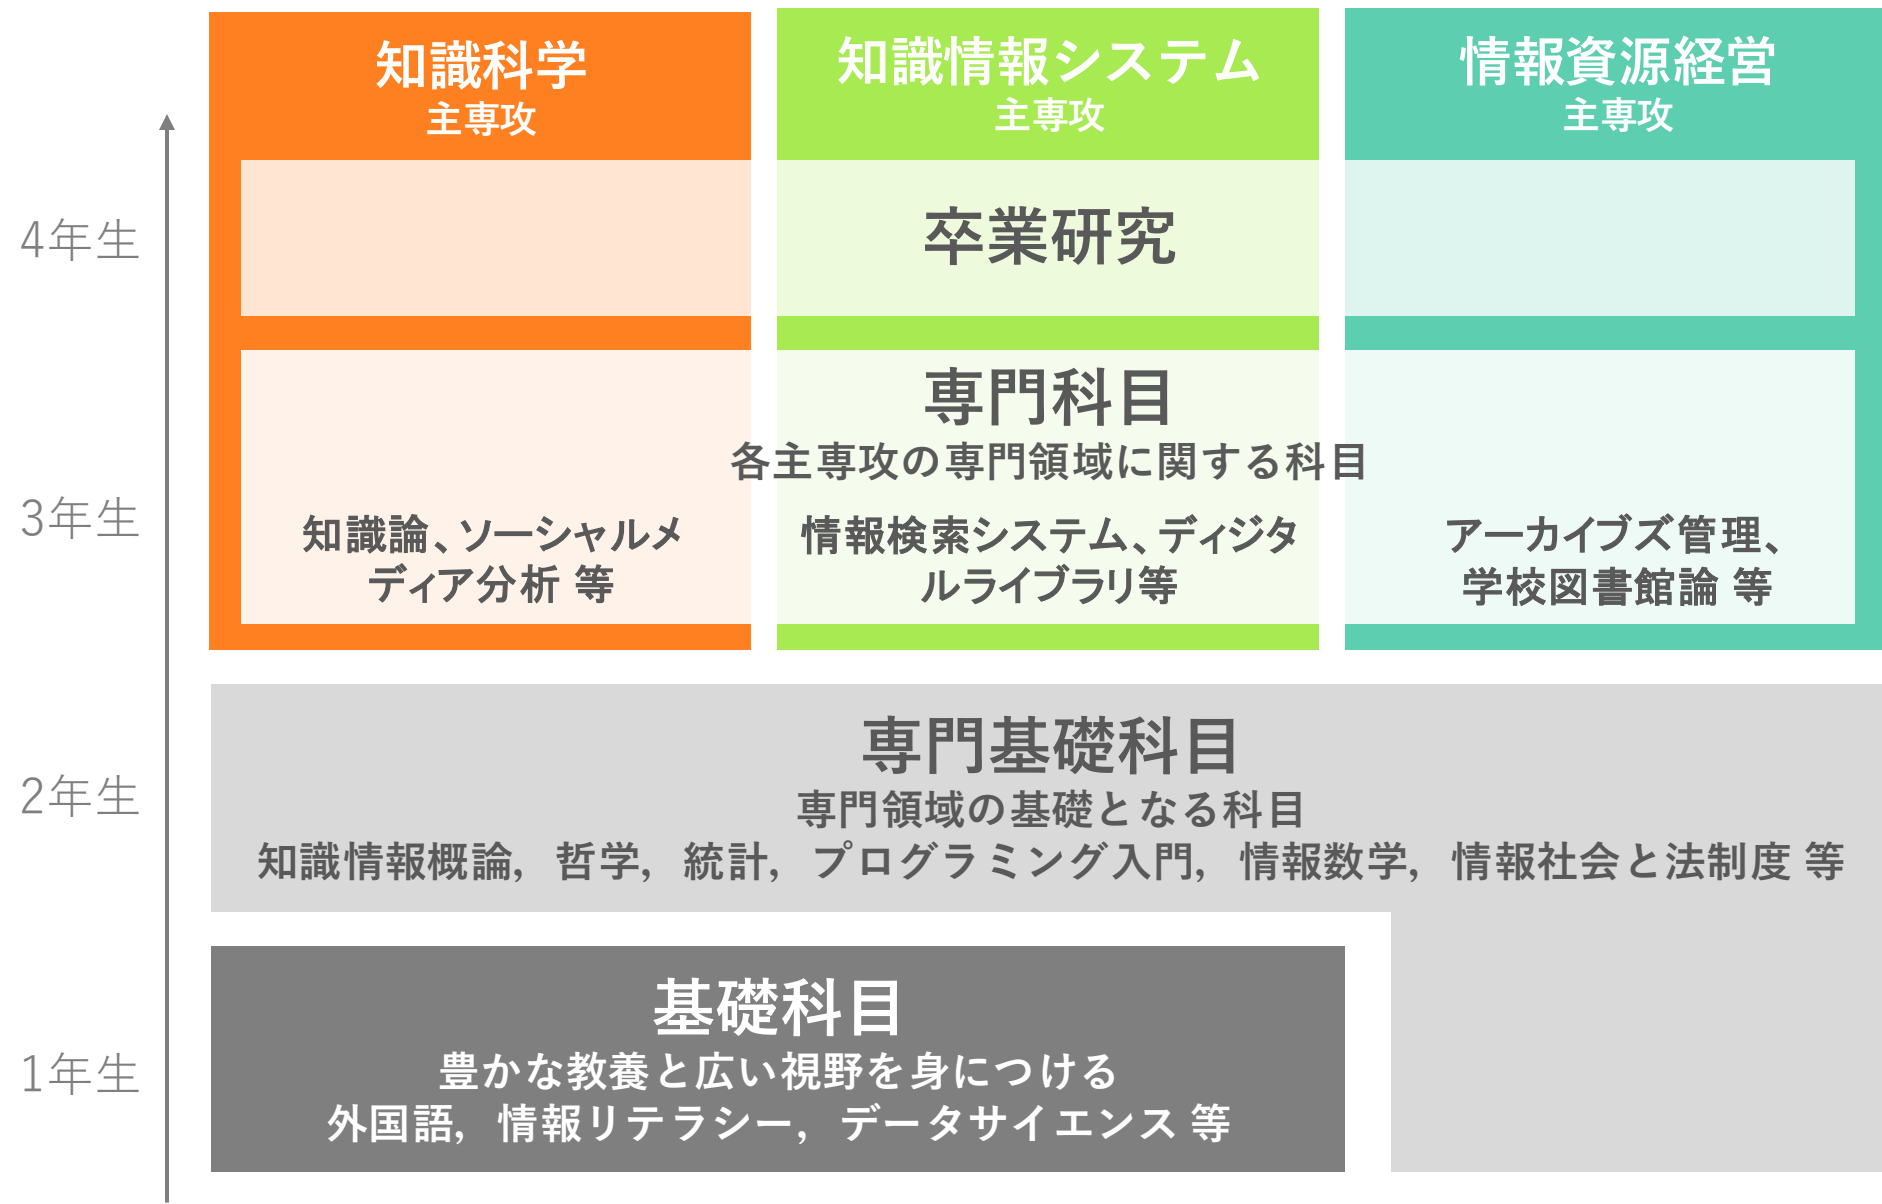 知識科学
主専攻
知識情報システム
主専攻
情報資源経営
主専攻
4年生
卒業研究
3年生
専門科目
各主専攻の専門領域に関する科目
知識論、ソーシャルメ
ディア分析 等
情報検索システム、ディジタ
ルライブラリ等
アーカイブズ管理、
学校図書館論 等
2年生
専門基礎科目
専門領域の基礎となる科目
知識情報概論，哲学，統計，プログラミング入門，情報数学，情報社会と法制度 等
1年生
基礎科目
豊かな教養と広い視野を身につける
外国語，情報リテラシー，データサイエンス 等